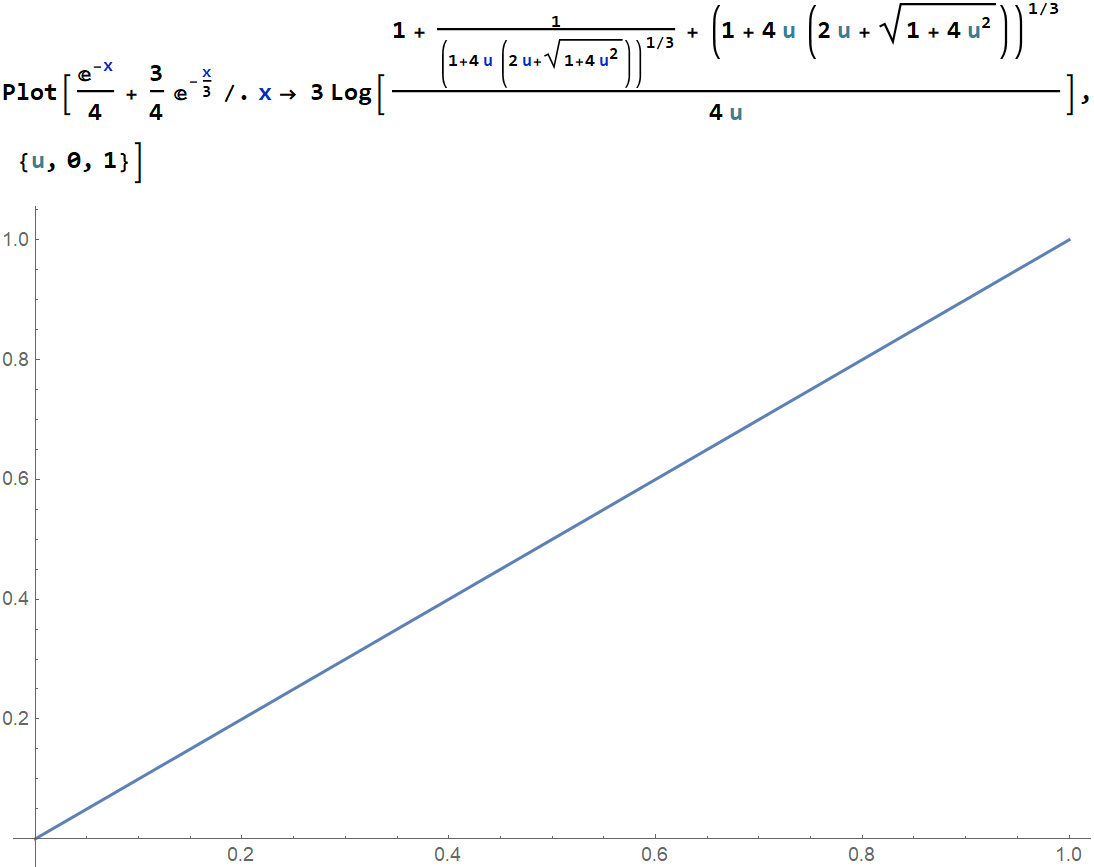 Plot[ⅇ^(-x)/4 + 3/4 ⅇ^(-x/3) /. x → 3 Log[(1 + 1/(1+4 u (2 u+√(1+4 u^2)))^(1/3) + (1 + 4 u (2 u + √(1 + 4 u^2)))^(1/3))/(4 u)],
{u, 0, 1}]
1.0
0.8
0.6
0.4
0.2
0.2 0.4 0.6 0.8 1.0